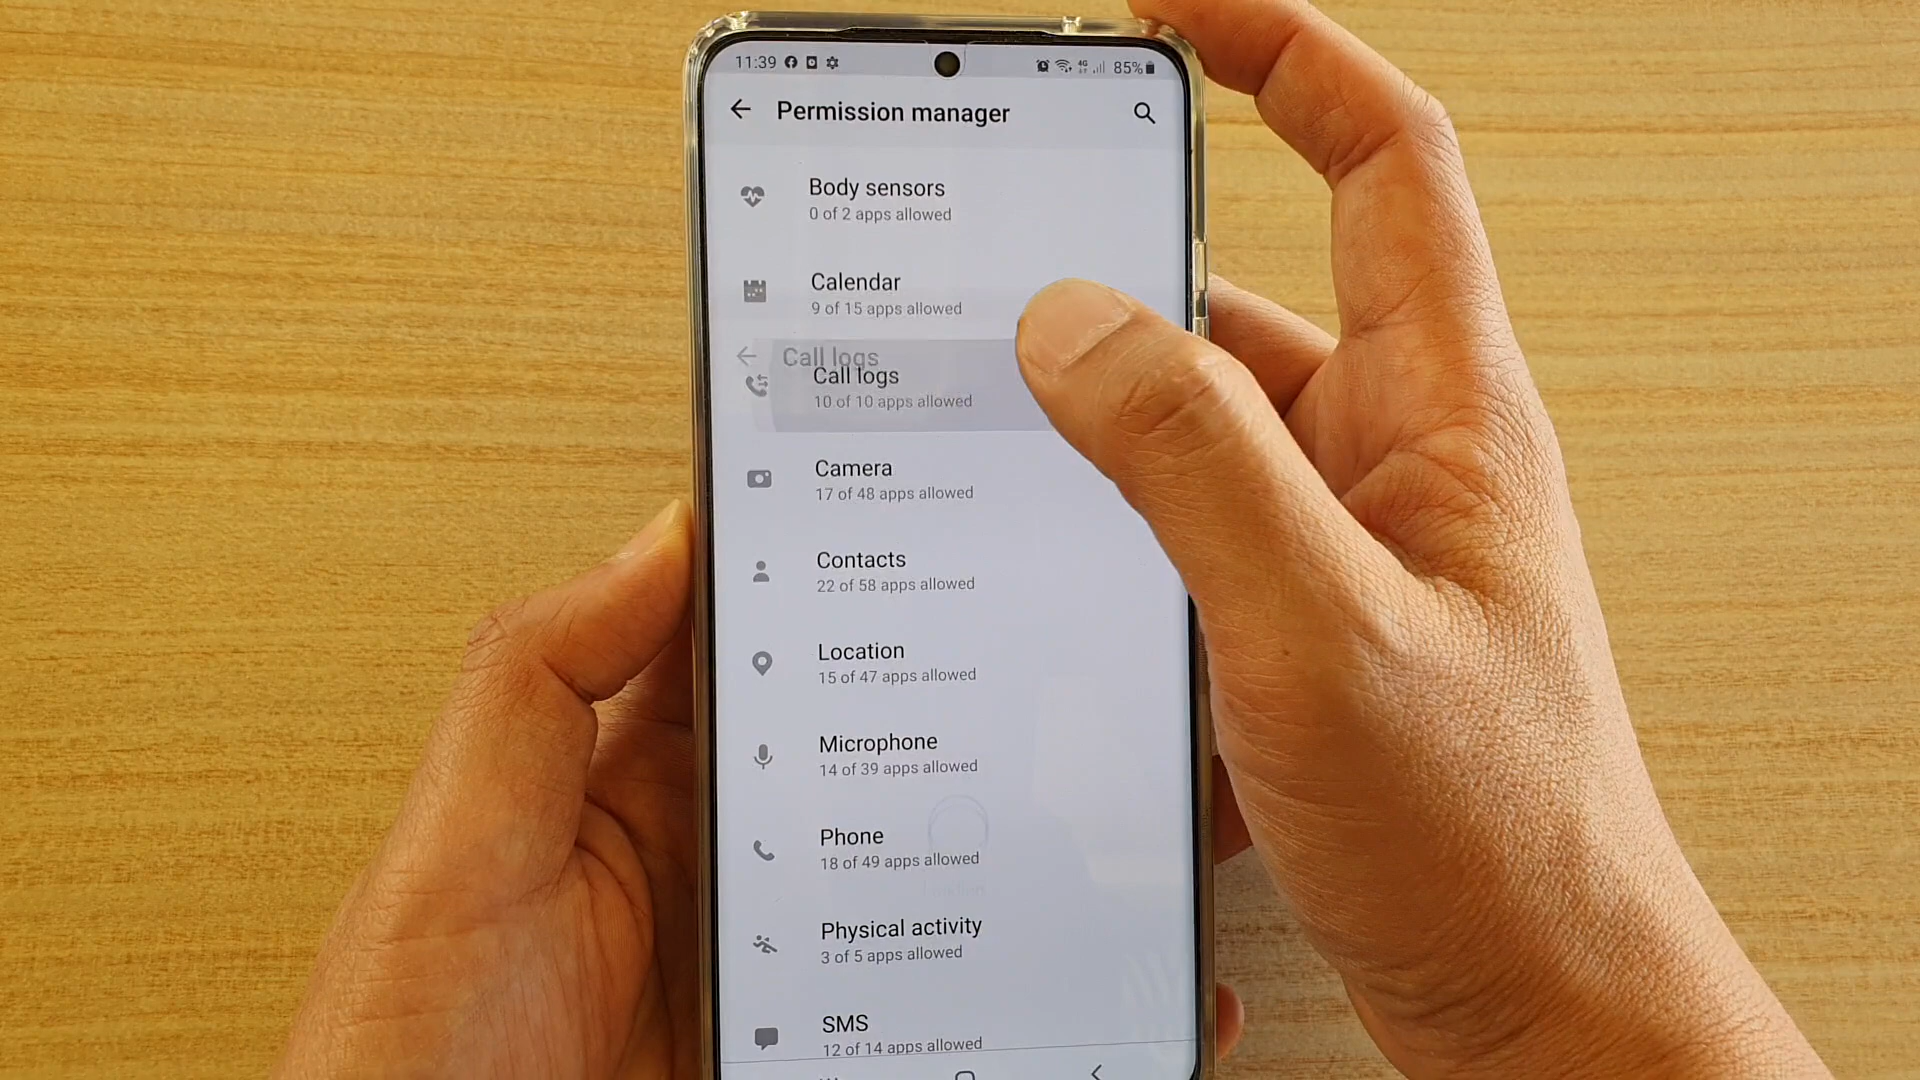 11:39 4G 85%
Permission manager
Body sensors
0 of 2 apps allowed
Calendar
9 of 15 apps allowed
Call logs
Call logs
10 of 10 apps allowed
Camera
17 of 48 apps allowed
Contacts
22 of 58 apps allowed
Location
15 of 47 apps allowed
Microphone
14 of 39 apps allowed
Phone
18 of 49 apps allowed
Physical activity
3 of 5 apps allowed
SMS
12 of 14 apps allowed